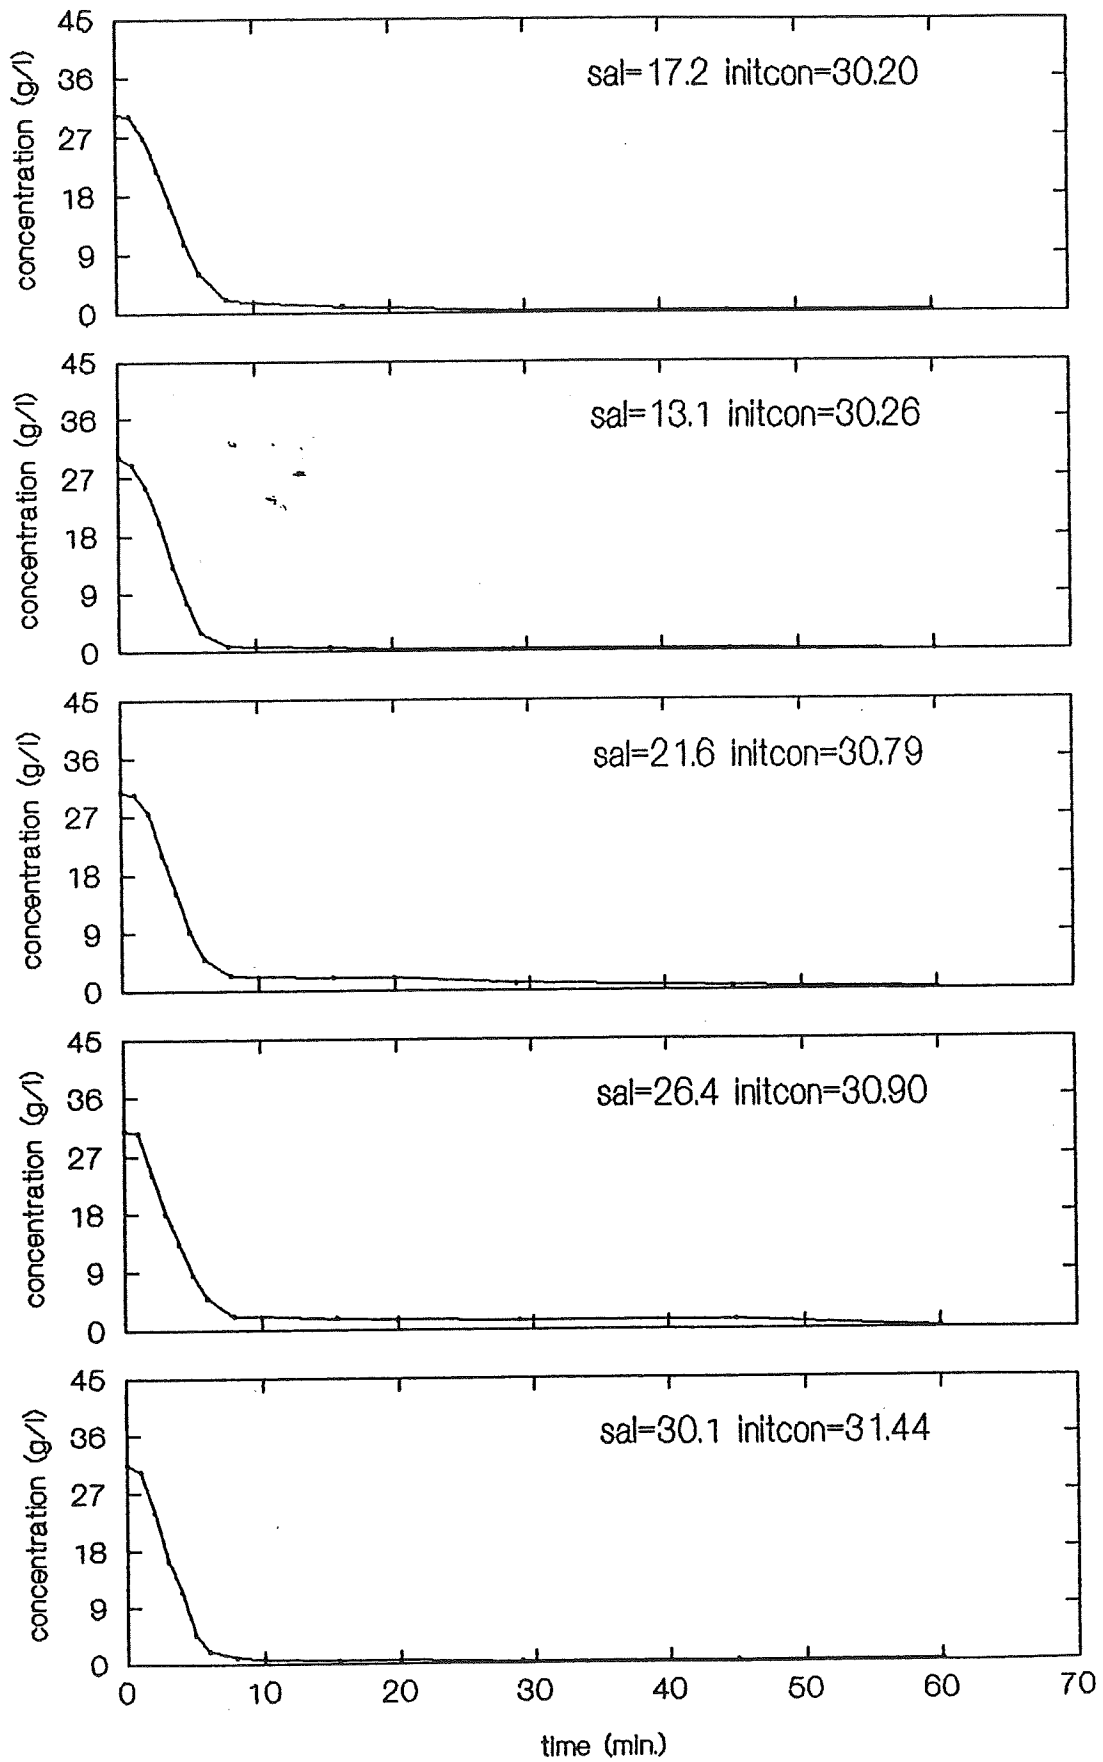 45
sal=17.2 initcon=30.20
36
27
18
9
0
concentration (g/l)
45
sal=13.1 initcon=30.26
36
27
18
9
0
concentration (g/l)
45
sal=21.6 initcon=30.79
36
27
18
9
0
concentration (g/l)
45
sal=26.4 initcon=30.90
36
27
18
9
0
concentration (g/l)
45
sal=30.1 initcon=31.44
36
27
18
9
0
concentration (g/l)
0 10 20 30 40 50 60 70
time (min.)